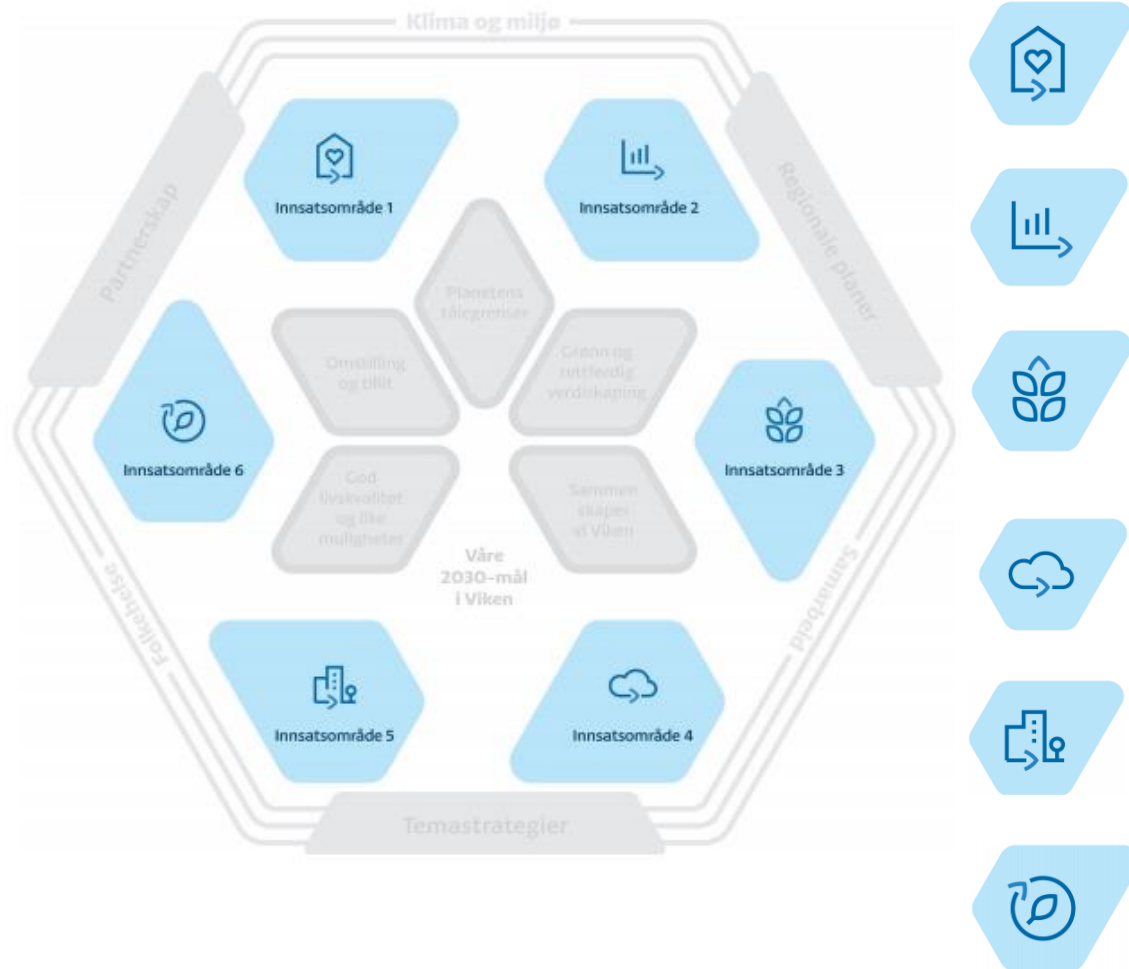 Klima og miljø
Partnerskap
Regionale planer
Innsatsområde 1
Innsatsområde 2
Planetens
tålegrenser
Omstilling
og tillit
Grønn og
rettferdig
verdiskaping
Innsatsområde 6
Innsatsområde 3
God
livskvalitet
og like
muligheter
Sammen
skaper
vi Viken
Våre
2030-mål
i Viken
Folkehelse
Samarbeid
Innsatsområde 5
Innsatsområde 4
Temastrategier